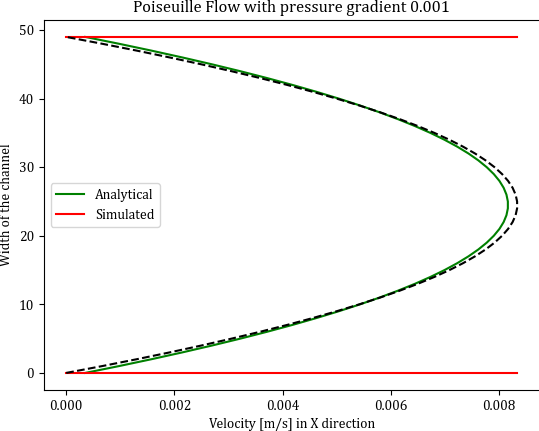 Poiseuille Flow with pressure gradient 0.001
50
40
30
20
10
0
Width of the channel
Analytical
Simulated
0.000 0.002 0.004 0.006 0.008
Velocity [m/s] in X direction